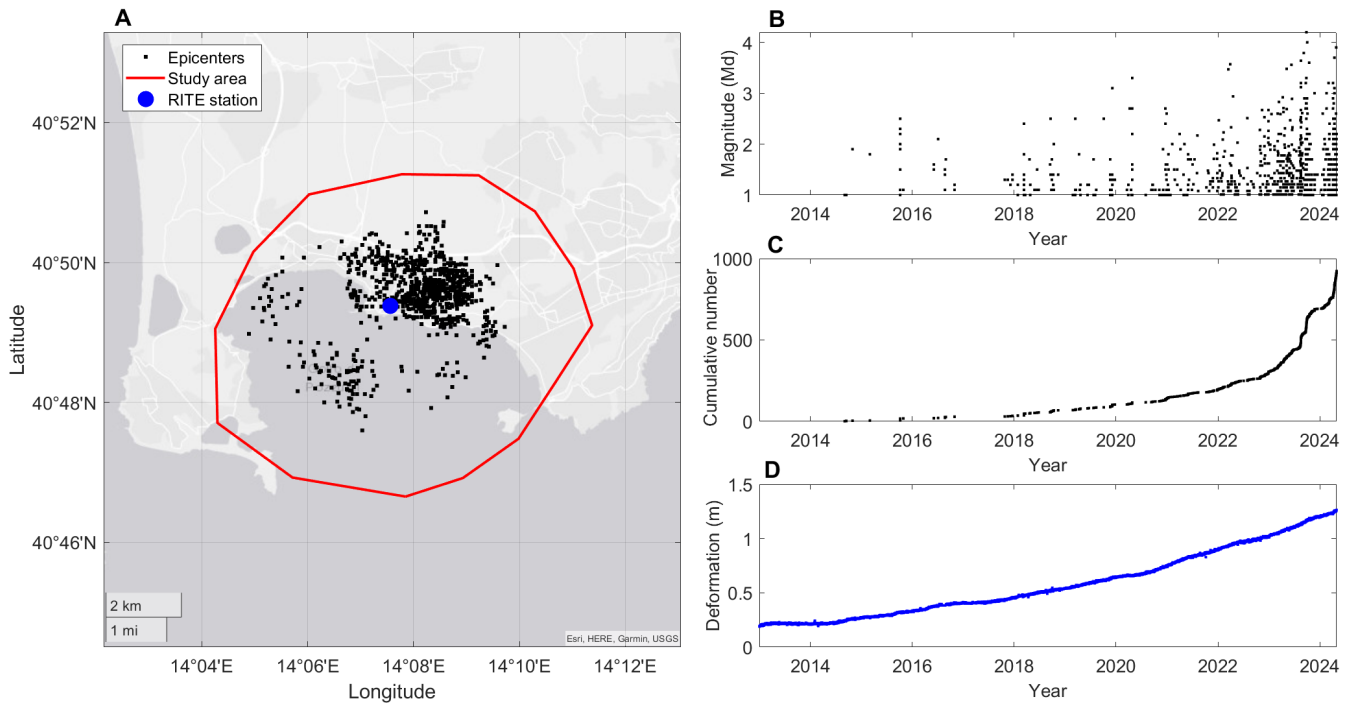 A
Epicenters
Study area
RITE station
40°52'N
40°50'N
40°48'N
40°46'N
Latitude
2 km
1 mi
Esri, HERE, Garmin, USGS
14°04'E
14°06'E
14°08'E
14°10'E
14°12'E
Longitude
B
4
3
2
1
Magnitude (Md)
2014
2016
2018
2020
2022
2024
Year
C
1000
500
0
Cumulative number
2014
2016
2018
2020
2022
2024
Year
D
1.5
1
0.5
0
Deformation (m)
2014
2016
2018
2020
2022
2024
Year